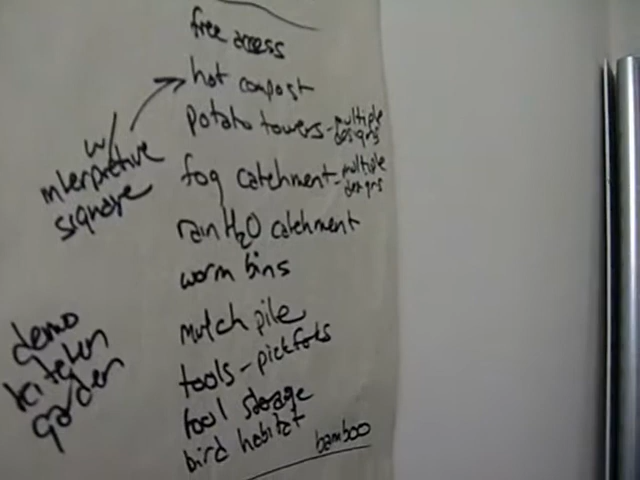 free access
hot compost
potato towers - multiple designs
w/
interpretive
signage
fog catchment - multiple designs
rain H2O catchment
worm bins
mulch pile
tools -
tool storage
bird habitat
bamboo
demo
kitchen
garden